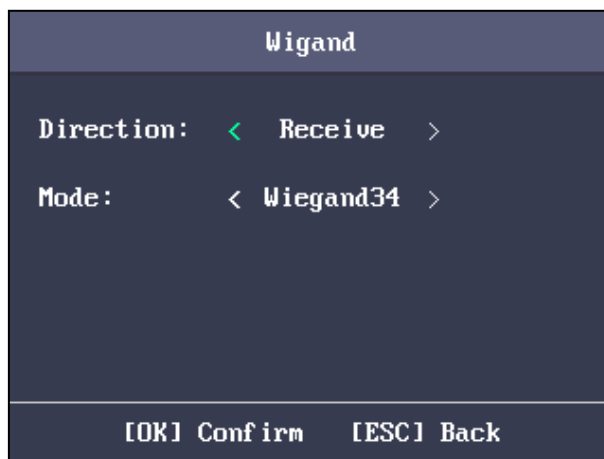 Wigand
Direction: < Receive >
Mode: < Wiegand34 >
[OK] Confirm [ESC] Back